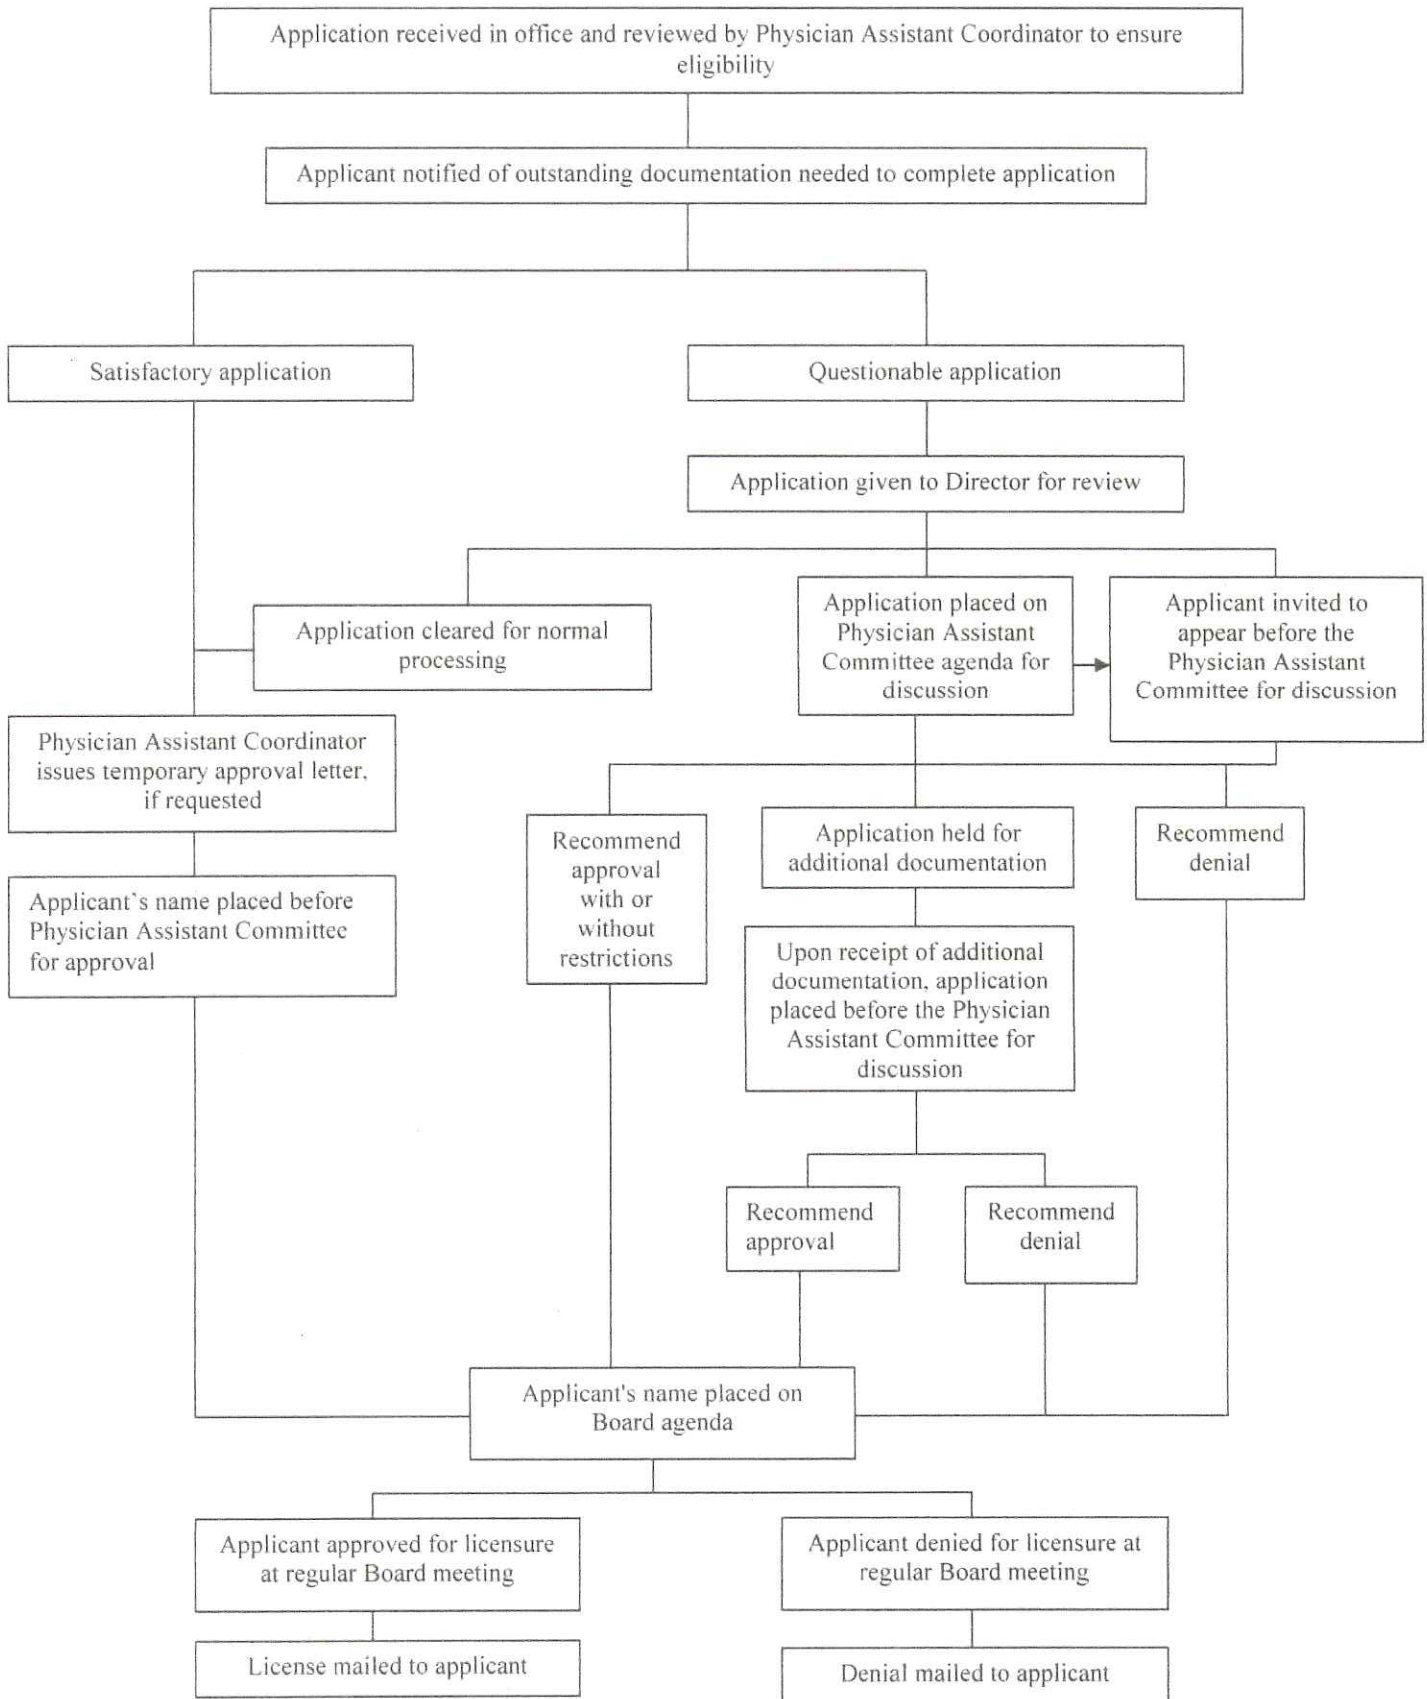 Application received in office and reviewed by Physician Assistant Coordinator to ensure
eligibility
Applicant notified of outstanding documentation needed to complete application
Satisfactory application
Questionable application
Application given to Director for review
Application cleared for normal
processing
Application placed on
Physician Assistant
Committee agenda for
discussion
Applicant invited to
appear before the
Physician Assistant
Committee for discussion
Physician Assistant Coordinator
issues temporary approval letter,
if requested
Applicant`s name placed before
Physician Assistant Committee
for approval
Recommend
approval
with or
without
restrictions
Application held for
additional documentation
Recommend
denial
Upon receipt of additional
documentation, application
placed before the Physician
Assistant Committee for
discussion
Recommend
approval
Recommend
denial
Applicant's name placed on
Board agenda
Applicant approved for licensure
at regular Board meeting
Applicant denied for licensure at
regular Board meeting
License mailed to applicant
Denial mailed to applicant